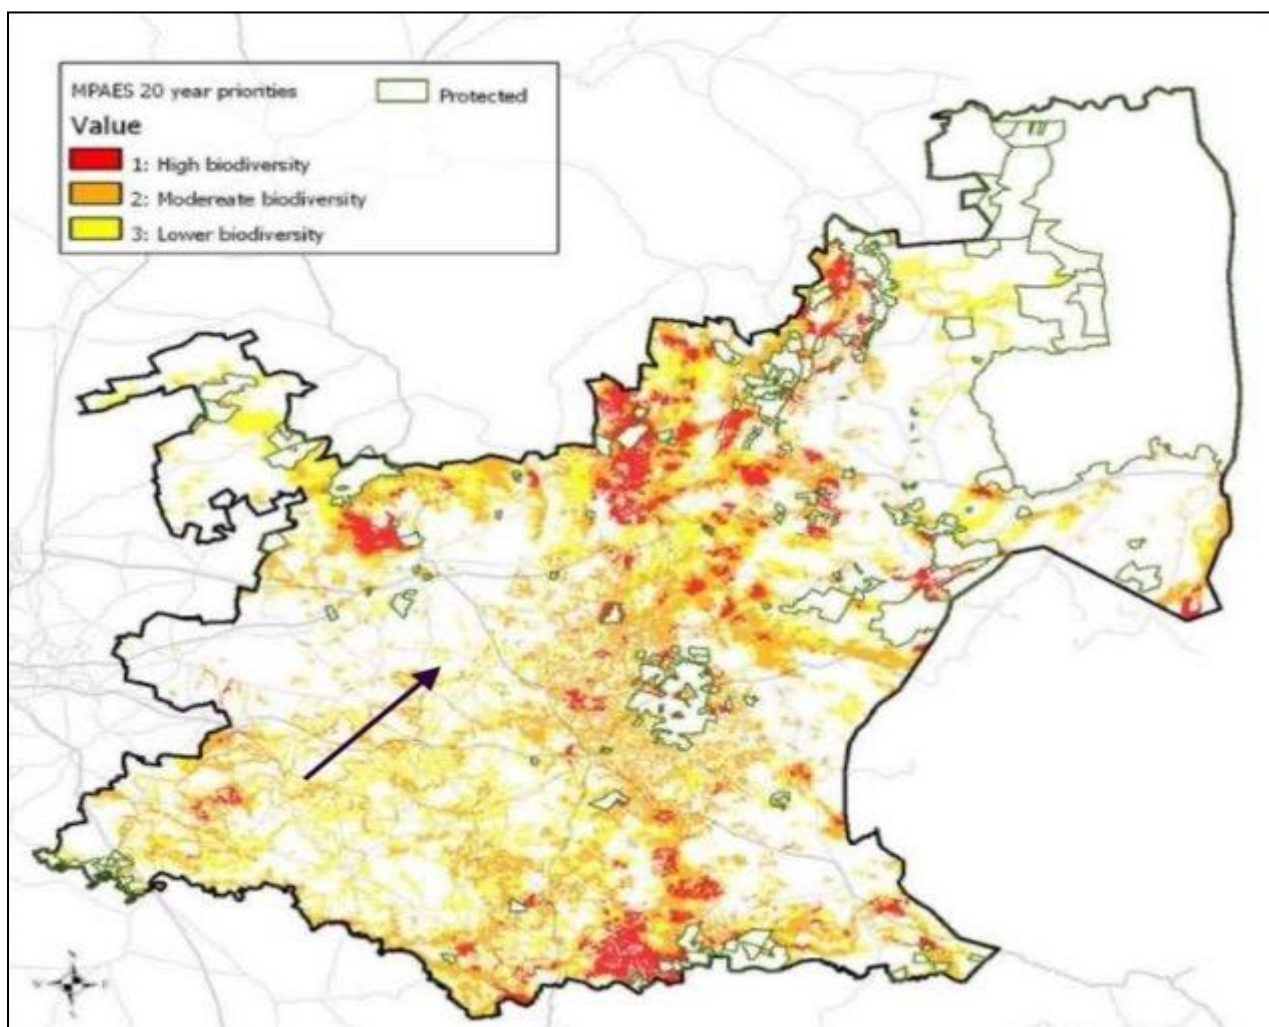 MPAES 20 year priorities
Protected
Value
1: High biodiversity
2: Modereate biodiversity
3: Lower biodiversity
N
W E
S